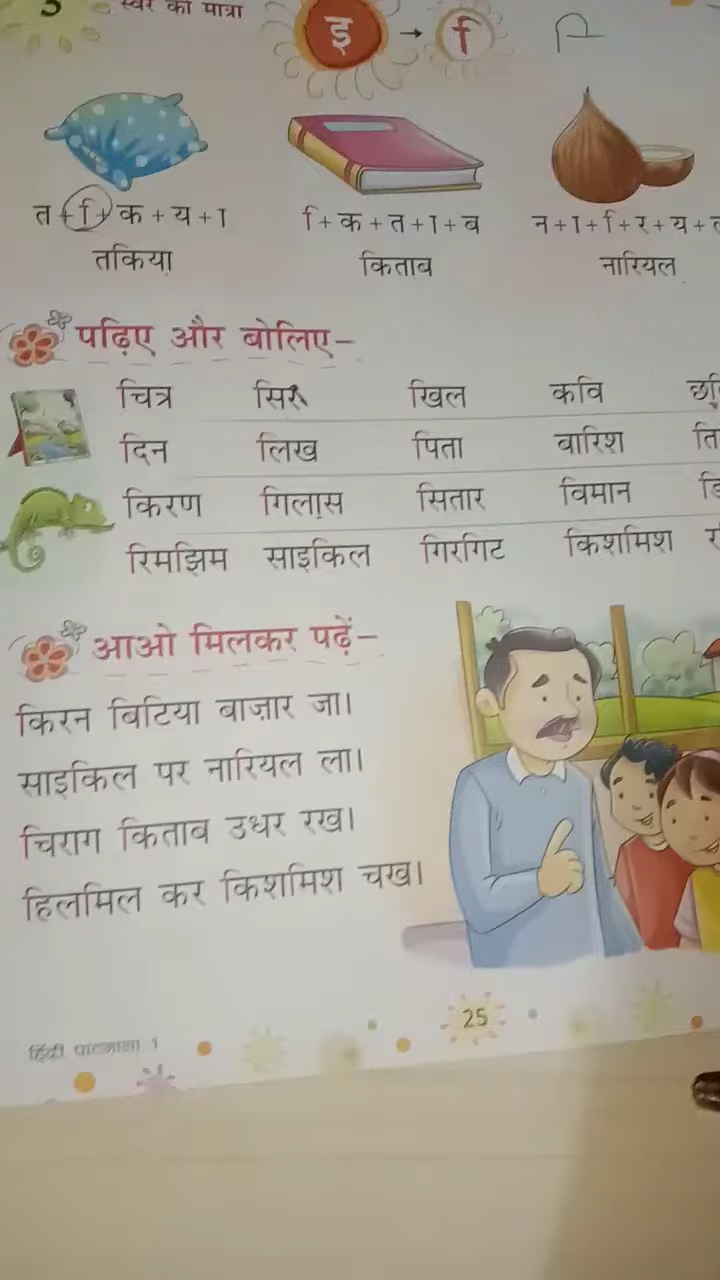 स्वर की मात्रा
इ → ि
त + ि + क + य + ा
ि + क + त + ा + ब
न + ा + ि + र + य +
तकिया
किताब
नारियल
पढ़िए और बोलिए-
चित्र सिर खिल कवि
दिन लिख पिता बारिश
किरण गिलास सितार विमान
रिमझिम साइकिल गिरगिट किशमिश
आओ मिलकर पढ़ें-
किरन बिटिया बाज़ार जा।
साइकिल पर नारियल ला।
चिराग किताब उधर रख।
हिलमिल कर किशमिश चख।
25
हिंदी पाठमाला 1